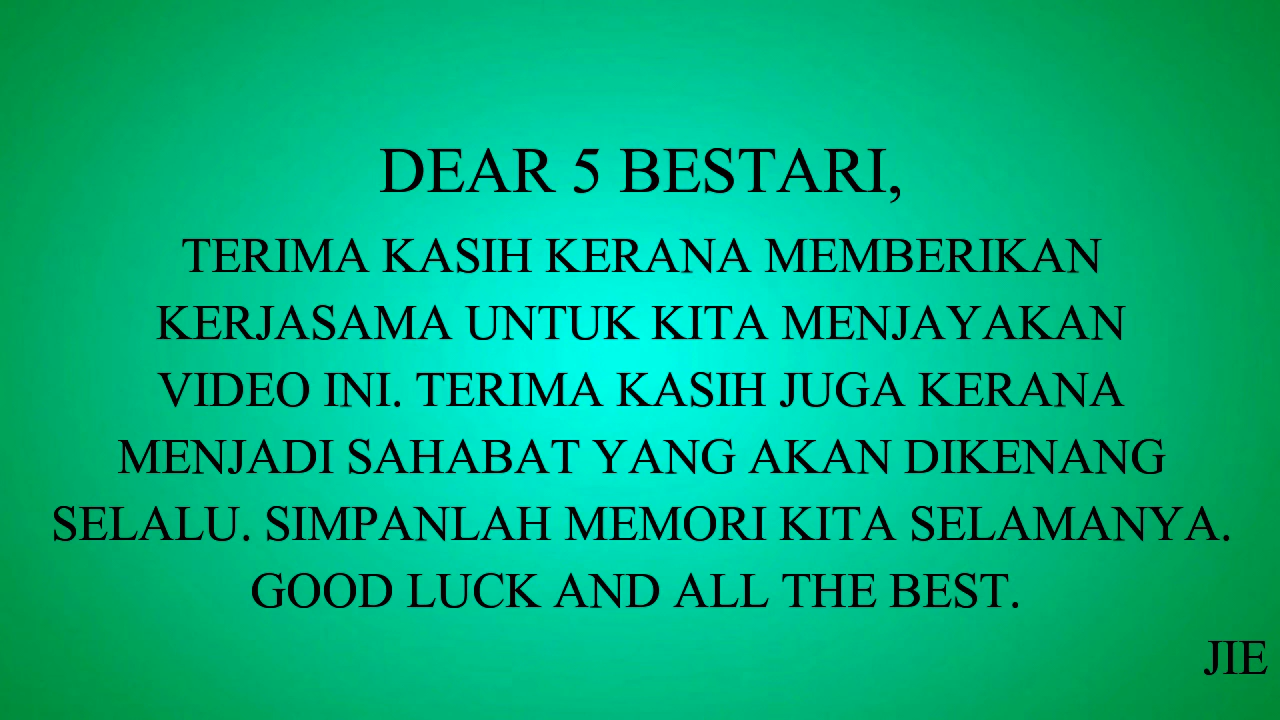 DEAR 5 BESTARI,
TERIMA KASIH KERANA MEMBERIKAN
KERJASAMA UNTUK KITA MENJAYAKAN
VIDEO INI. TERIMA KASIH JUGA KERANA
MENJADI SAHABAT YANG AKAN DIKENANG
SELALU. SIMPANLAH MEMORI KITA SELAMANYA.
GOOD LUCK AND ALL THE BEST.
JIE